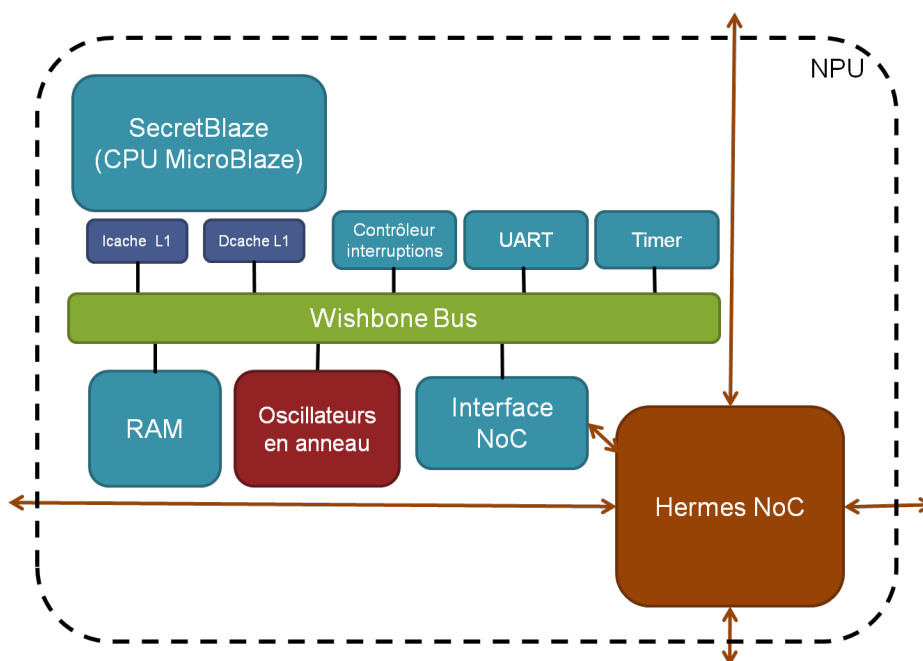 NPU
SecretBlaze
(CPU MicroBlaze)
Icache L1
Dcache L1
Contrôleur
interruptions
UART
Timer
Wishbone Bus
RAM
Oscillateurs
en anneau
Interface
NoC
Hermes NoC